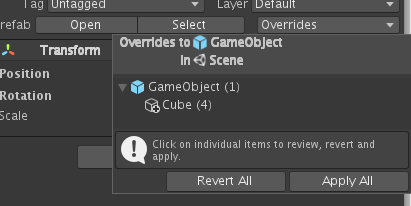 Tag Untagged Layer Default
refab Open Select Overrides
Overrides to GameObject
in Scene
Transform
Position
Rotation
Scale
GameObject (1)
Cube (4)
Click on individual items to review, revert and
apply.
Revert All Apply All